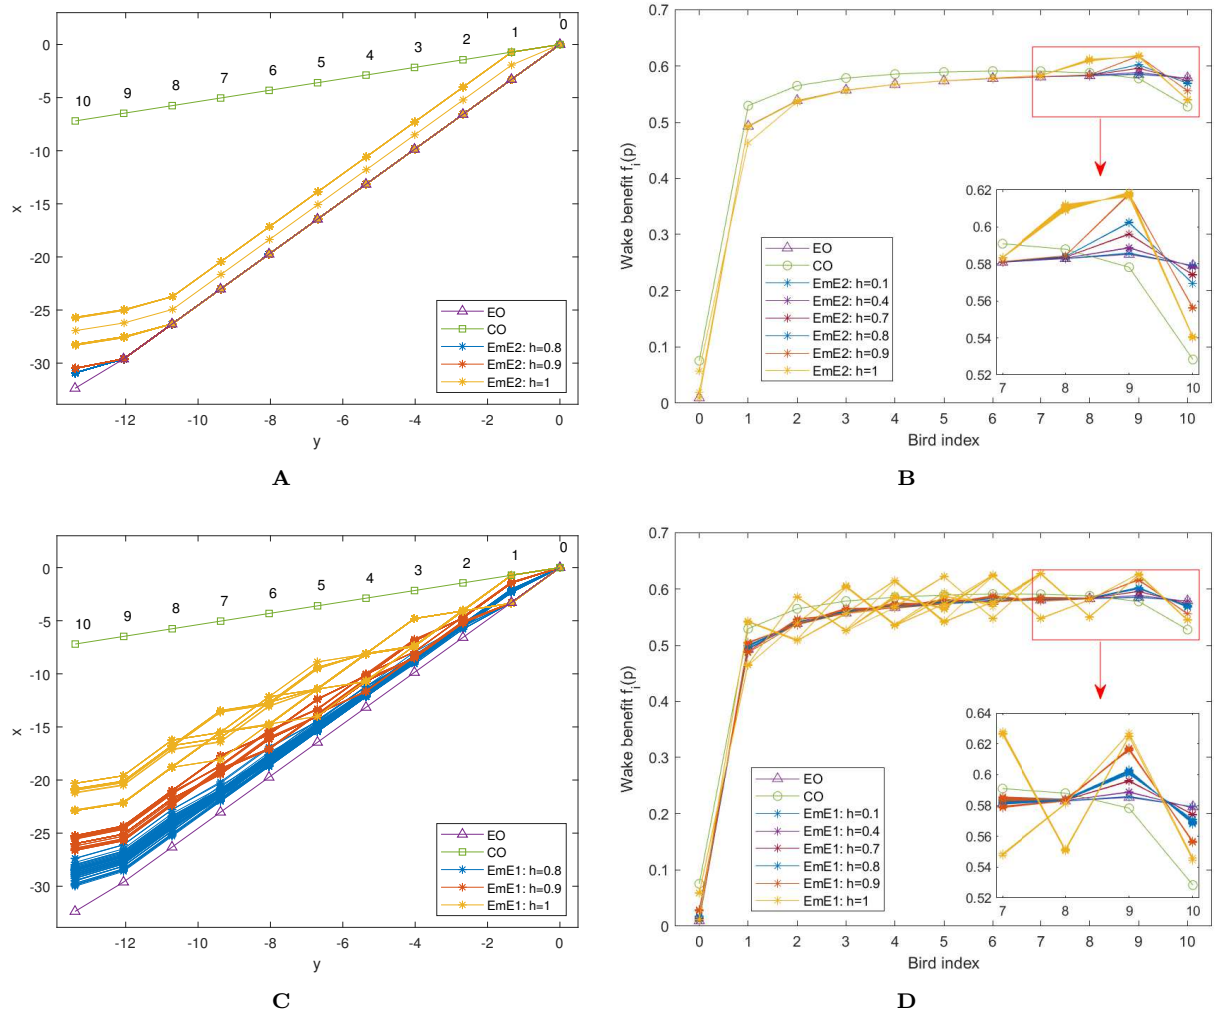 0
-5
-10
-15
-20
-25
-30
x
10
9
8
7
6
5
4
3
2
1
0
EO
CO
EmE2: h=0.8
EmE2: h=0.9
EmE2: h=1
-12 -10 -8 -6 -4 -2 0
y
A
0.7
0.6
0.5
0.4
0.3
0.2
0.1
0
Wake benefit f_i(p)
EO
CO
EmE2: h=0.1
EmE2: h=0.4
EmE2: h=0.7
EmE2: h=0.8
EmE2: h=0.9
EmE2: h=1
0.62
0.6
0.58
0.56
0.54
0.52
7 8 9 10
0 1 2 3 4 5 6 7 8 9 10
Bird index
B
0
-5
-10
-15
-20
-25
-30
x
10
9
8
7
6
5
4
3
2
1
0
EO
CO
EmE1: h=0.8
EmE1: h=0.9
EmE1: h=1
-12 -10 -8 -6 -4 -2 0
y
C
0.7
0.6
0.5
0.4
0.3
0.2
0.1
0
Wake benefit f_i(p)
EO
CO
EmE1: h=0.1
EmE1: h=0.4
EmE1: h=0.7
EmE1: h=0.8
EmE1: h=0.9
EmE1: h=1
0.64
0.62
0.6
0.58
0.56
0.54
0.52
7 8 9 10
0 1 2 3 4 5 6 7 8 9 10
Bird index
D